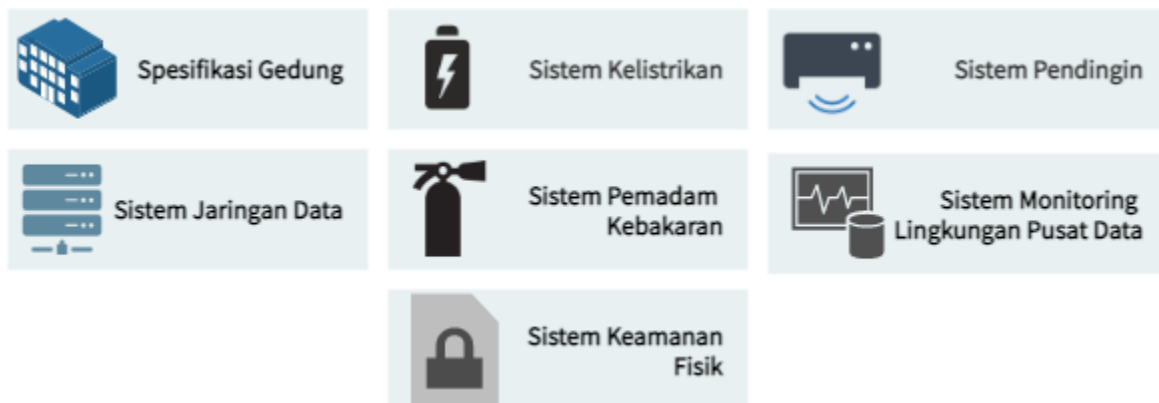 Spesifikasi Gedung
Sistem Kelistrikan
Sistem Pendingin
Sistem Jaringan Data
Sistem Pemadam
Kebakaran
Sistem Monitoring
Lingkungan Pusat Data
Sistem Keamanan
Fisik